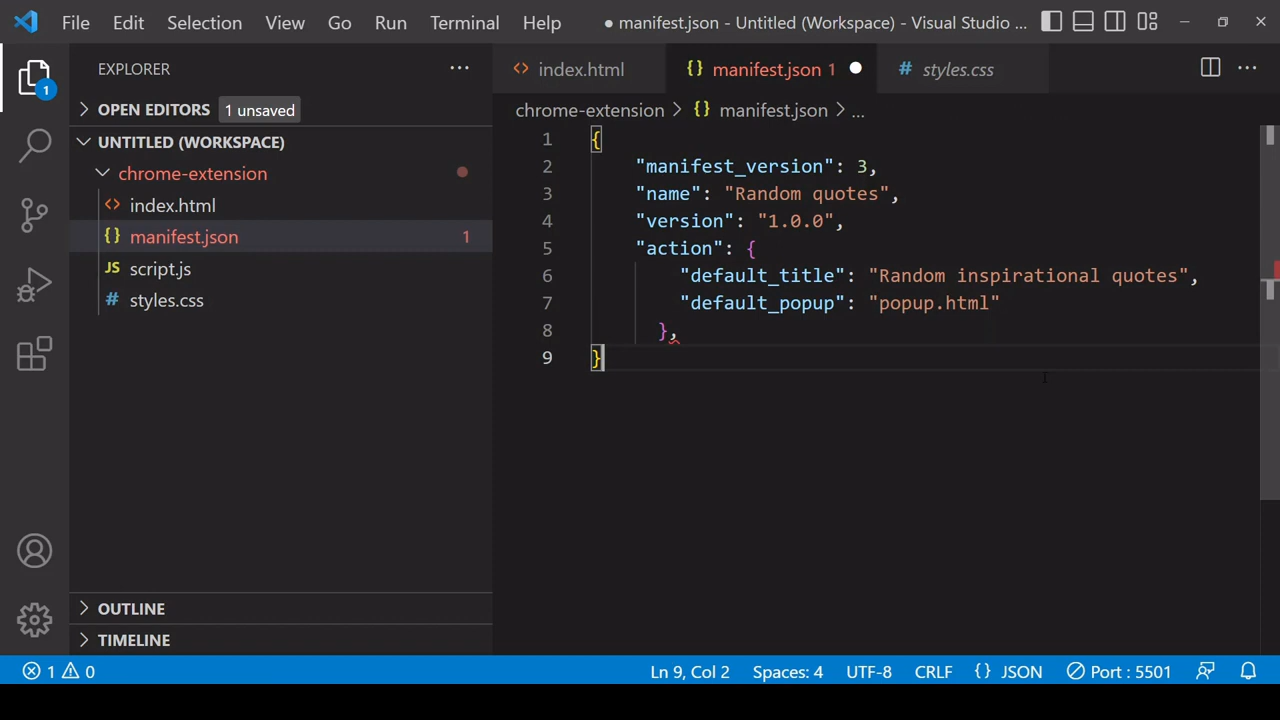 File Edit Selection View Go Run Terminal Help ● manifest.json - Untitled (Workspace) - Visual Studio ...
EXPLORER
1
OPEN EDITORS 1 unsaved
UNTITLED (WORKSPACE)
chrome-extension
index.html
manifest.json 1
JS script.js
# styles.css
OUTLINE
TIMELINE
index.html {} manifest.json 1 ● # styles.css
chrome-extension > {} manifest.json > ...
1 {
2 "manifest_version": 3,
3 "name": "Random quotes",
4 "version": "1.0.0",
5 "action": {
6 "default_title": "Random inspirational quotes",
7 "default_popup": "popup.html"
8 },
9 }
1 0 Ln 9, Col 2 Spaces: 4 UTF-8 CRLF {} JSON Port : 5501